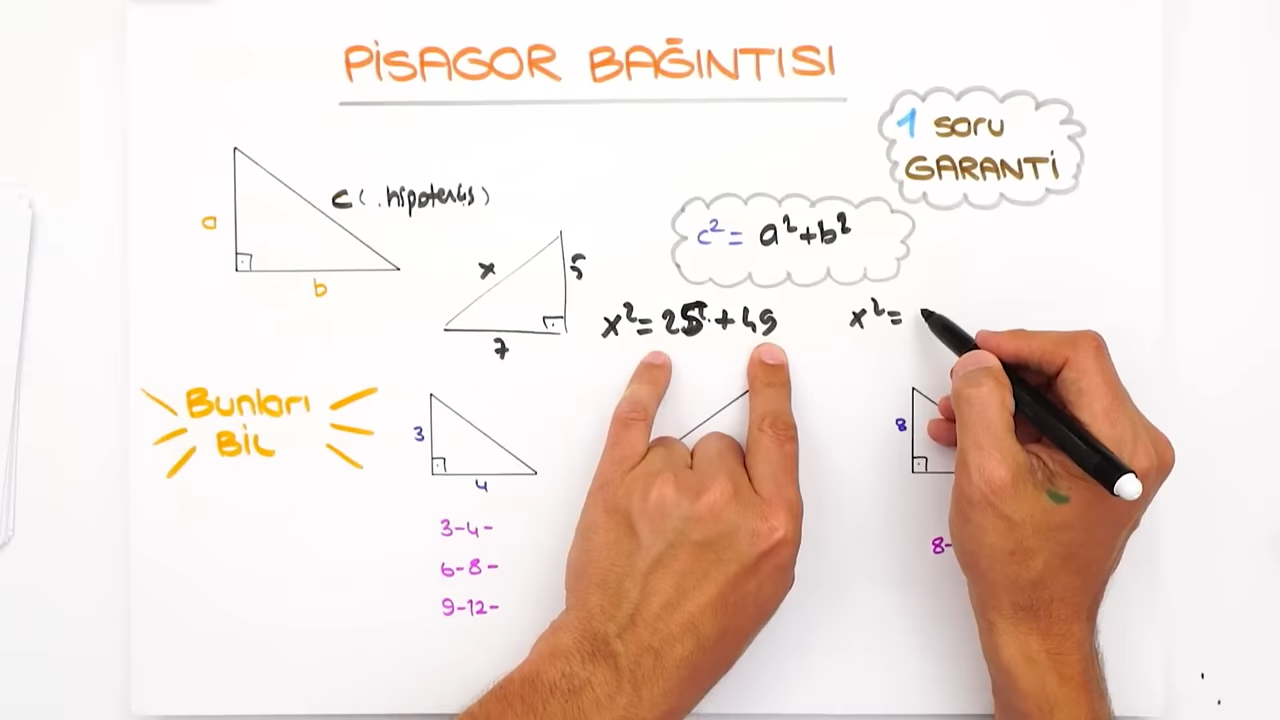 PİSAGOR BAĞINTISI
1 soru
GARANTİ
a
c (hipotenüs)
b
c² = a² + b²
x
5
7
x² = 25 + 49
x² =
Bunları
BİL
3
4
8
3-4-
6-8-
9-12-
8-